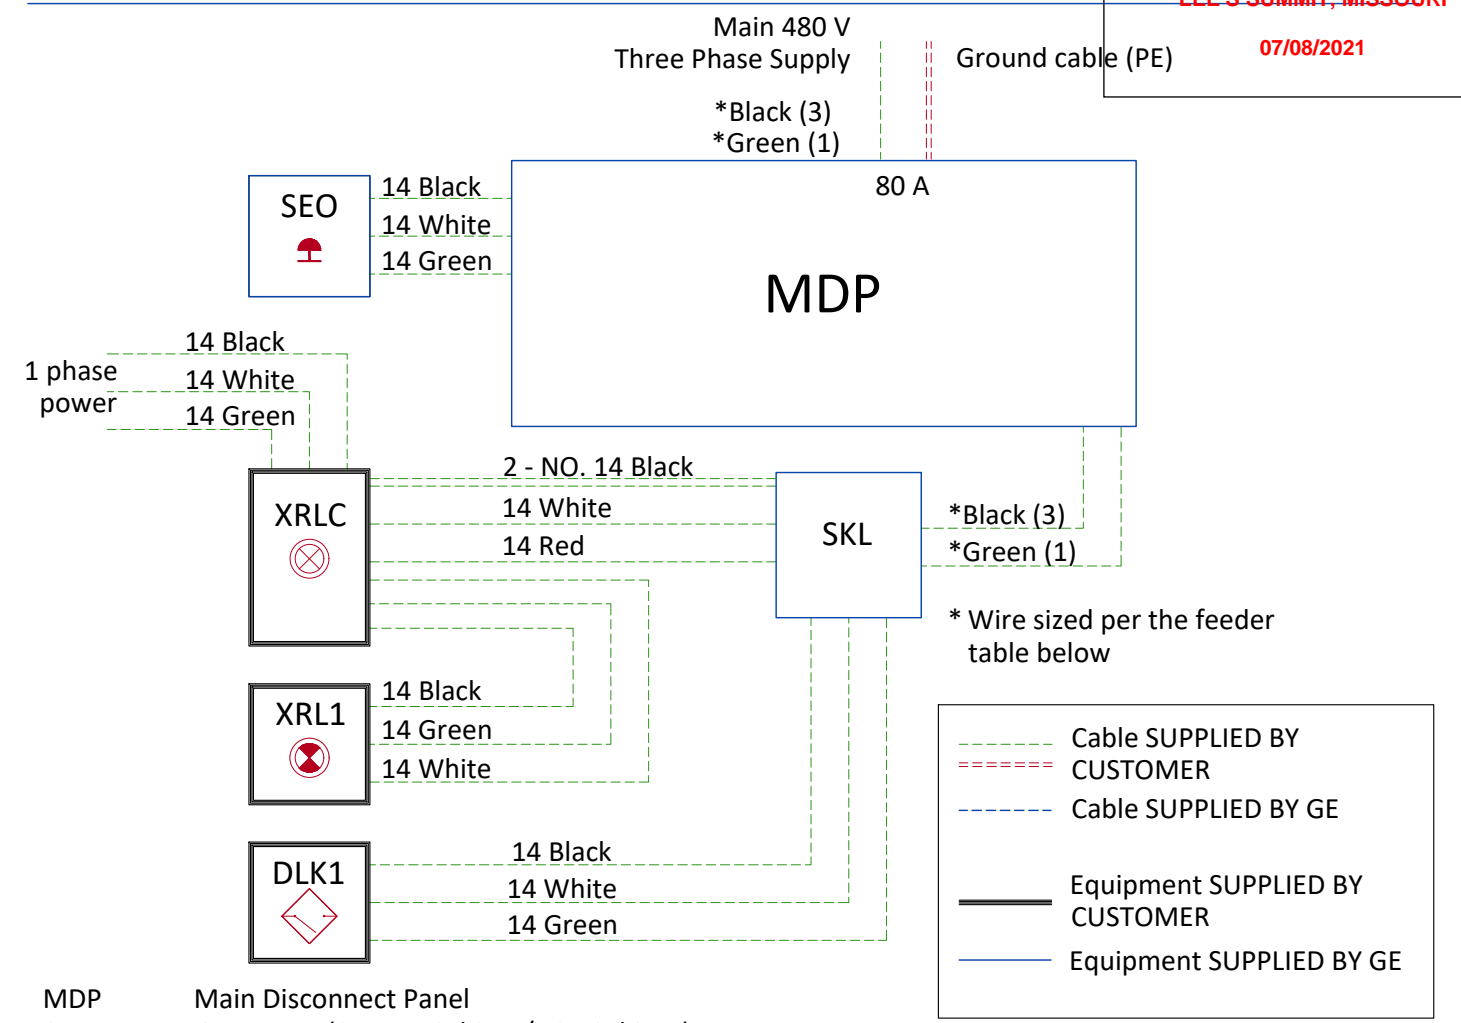 Main 480 V
Three Phase Supply
Ground cable (PE)
07/08/2021
*Black (3)
*Green (1)
80 A
MDP
SEO
14 Black
14 White
14 Green
1 phase
power
14 Black
14 White
14 Green
XRLC
2 - NO. 14 Black
14 White
14 Red
SKL
*Black (3)
*Green (1)
* Wire sized per the feeder
table below
XRL1
14 Black
14 Green
14 White
DLK1
14 Black
14 White
14 Green
Cable SUPPLIED BY
CUSTOMER
Cable SUPPLIED BY GE
Equipment SUPPLIED BY
CUSTOMER
Equipment SUPPLIED BY GE
MDP Main Disconnect Panel